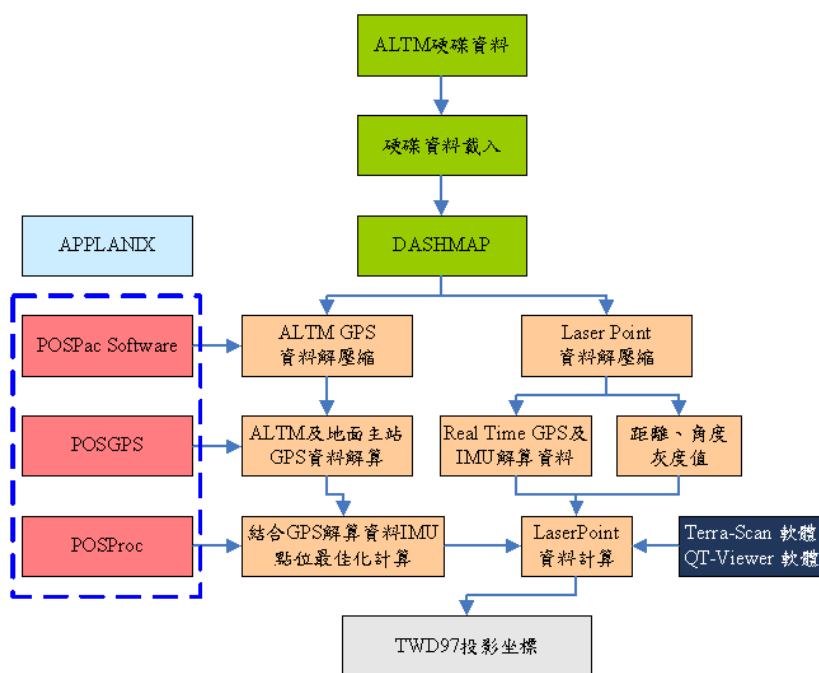 ALTM硬碟資料
硬碟資料載入
APPLANIX
DASHMAP
POSPac Software
ALTM GPS
資料解壓縮
Laser Point
資料解壓縮
POSGPS
ALTM及地面主站
GPS資料解算
Real Time GPS及
IMU解算資料
距離、角度
灰度值
POSProc
結合GPS解算資料IMU
點位最佳化計算
LaserPoint
資料計算
Terra-Scan 軟體
QT-Viewer 軟體
TWD97投影坐標